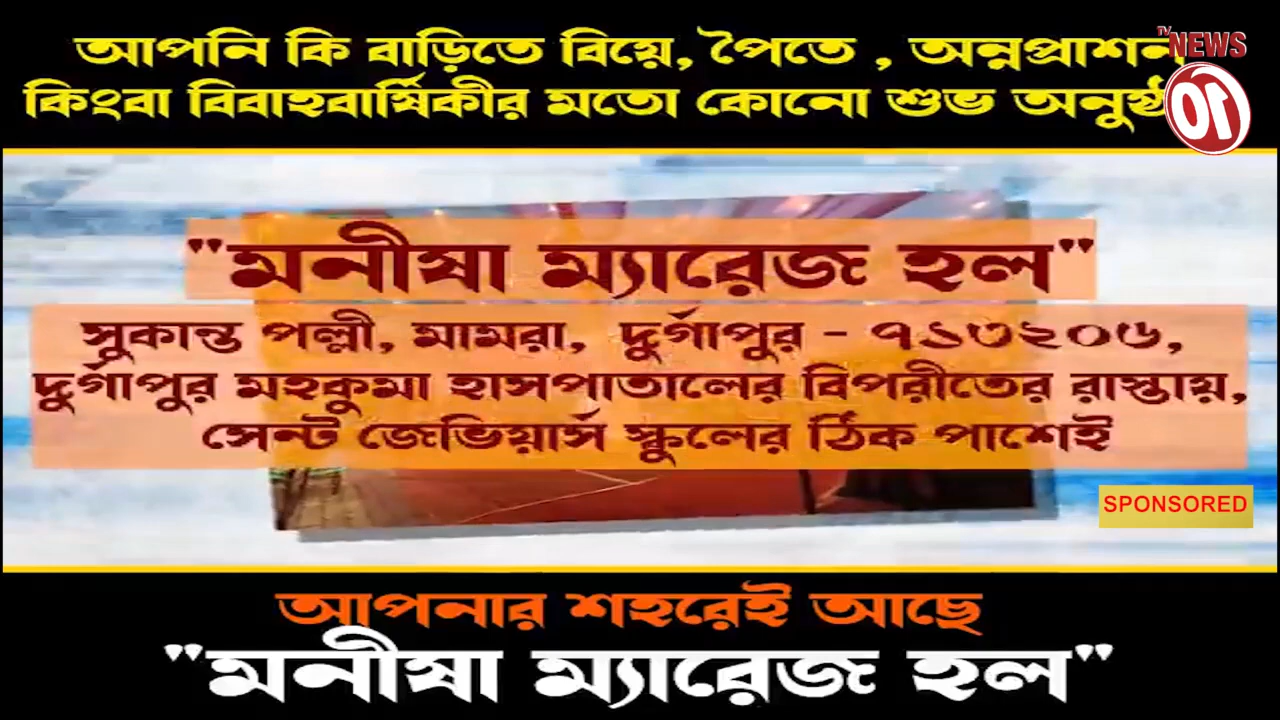 আপনি কি বাড়িতে বিয়ে, পৈতে , অন্নপ্রাশন
কিংবা বিবাহবার্ষিকীর মতো কোনো শুভ
TV NEWS
"মনীষা ম্যারেজ হল"
সুকান্ত পল্লী, মামরা, দুর্গাপুর - ৭১৩২০৬,
দুর্গাপুর মহকুমা হাসপাতালের বিপরীতের রাস্তায়,
সেন্ট জেভিয়ার্স স্কুলের ঠিক পাশেই
SPONSORED
আপনার শহরেই আছে
"মনীষা ম্যারেজ হল"